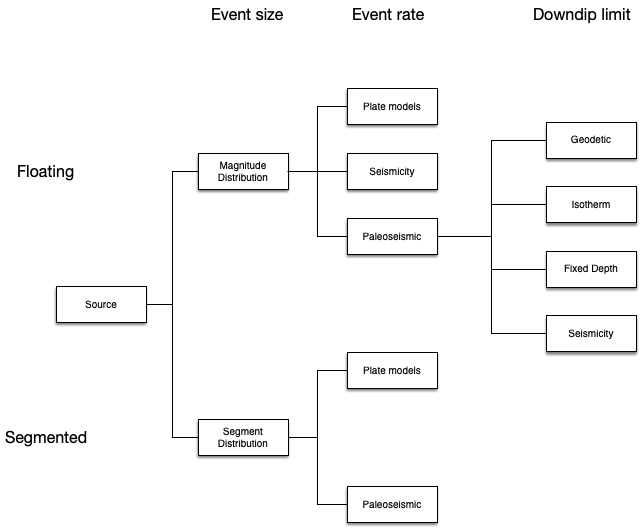 Event size
Event rate
Downdip limit
Plate models
Geodetic
Floating
Magnitude
Distribution
Seismicity
Isotherm
Paleoseismic
Fixed Depth
Source
Seismicity
Plate models
Segmented
Segment
Distribution
Paleoseismic